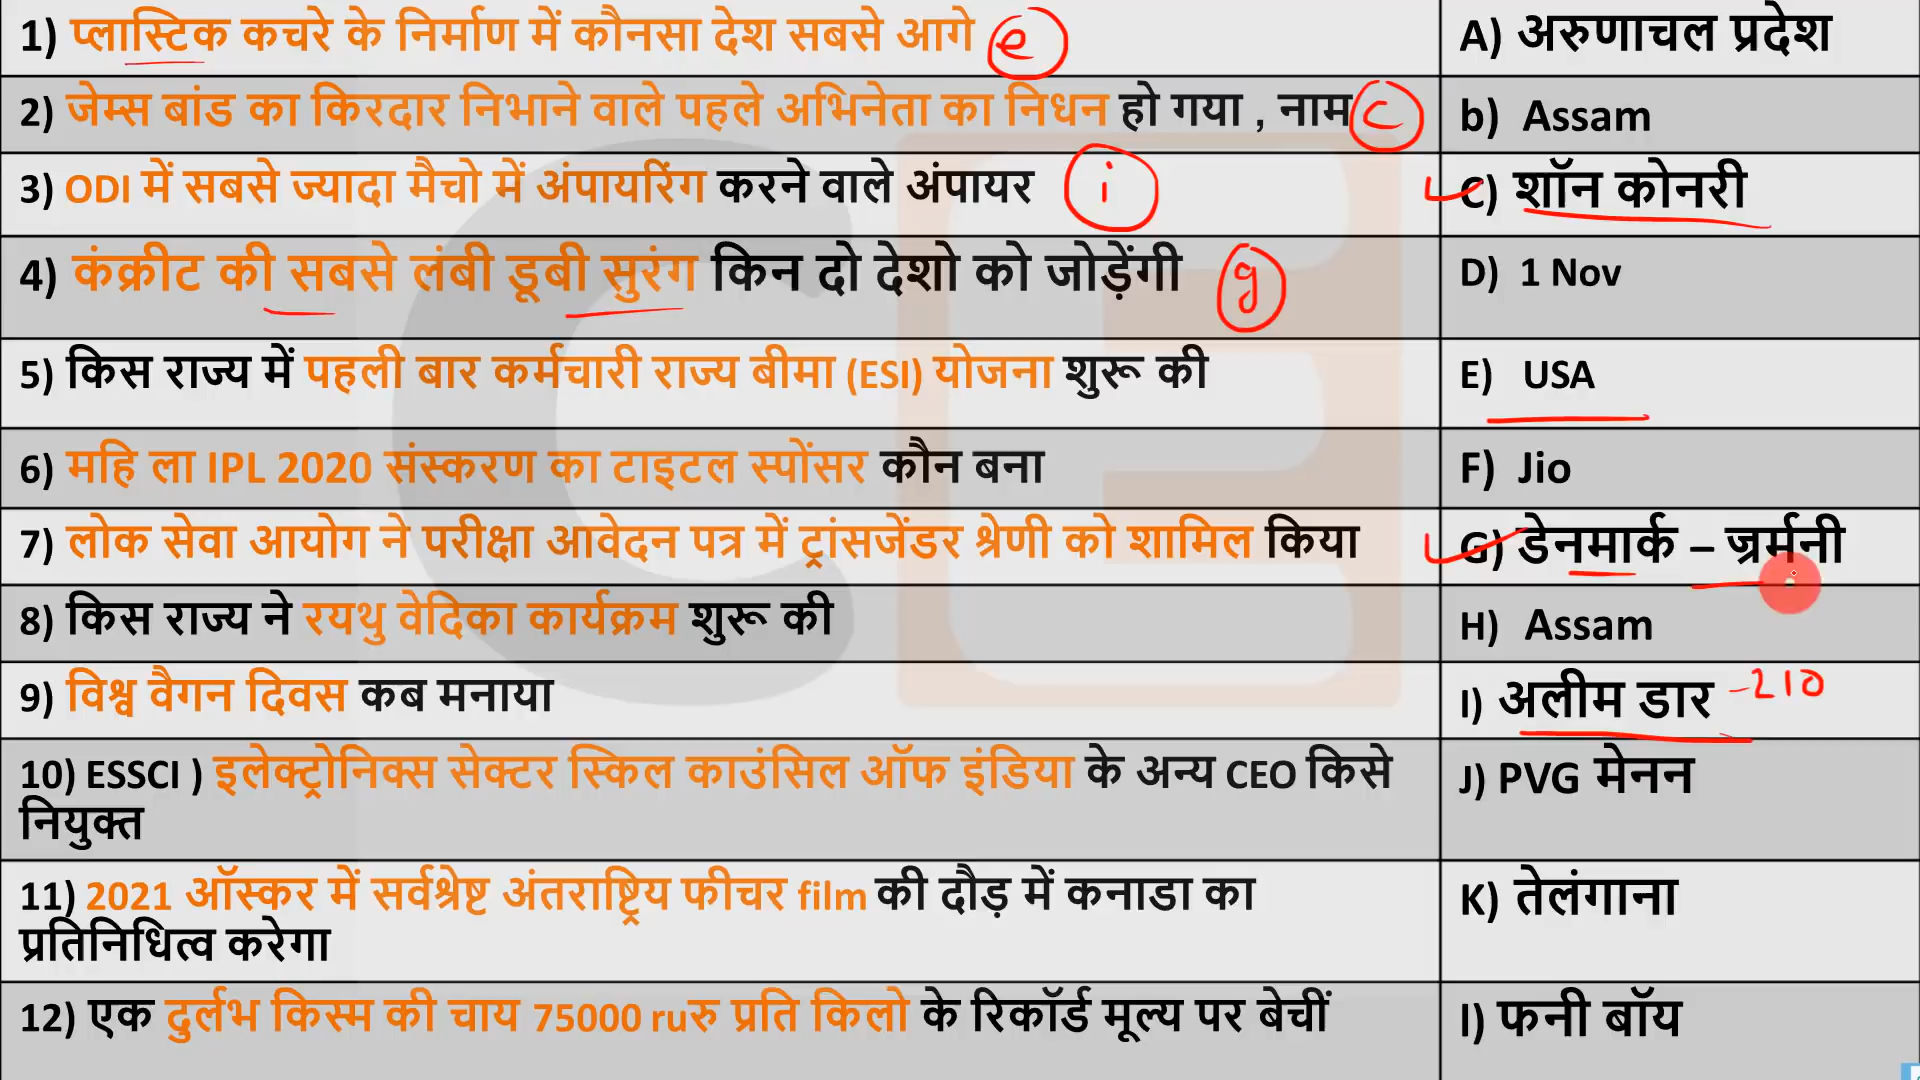 1) प्लास्टिक कचरे के निर्माण में कौनसा देश सबसे आगे e
A) अरुणाचल प्रदेश
2) जेम्स बांड का किरदार निभाने वाले पहले अभिनेता का निधन हो गया , नाम c
b) Assam
3) ODI में सबसे ज्यादा मैचो में अंपायरिंग करने वाले अंपायर i
C) शॉन कोनरी
4) कंक्रीट की सबसे लंबी डूबी सुरंग किन दो देशो को जोड़ेंगी g
D) 1 Nov
5) किस राज्य में पहली बार कर्मचारी राज्य बीमा (ESI) योजना शुरू की
E) USA
6) महि ला IPL 2020 संस्करण का टाइटल स्पोंसर कौन बना
F) Jio
7) लोक सेवा आयोग ने परीक्षा आवेदन पत्र में ट्रांसजेंडर श्रेणी को शामिल किया
G) डेनमार्क – ज्रर्मनी
8) किस राज्य ने रयथु वेदिका कार्यक्रम शुरू की
H) Assam
9) विश्व वैगन दिवस कब मनाया
I) अलीम डार -210
10) ESSCI ) इलेक्ट्रोनिक्स सेक्टर स्किल काउंसिल ऑफ इंडिया के अन्य CEO किसे
नियुक्त
J) PVG मेनन
11) 2021 ऑस्कर में सर्वश्रेष्ट अंतराष्ट्रिय फीचर film की दौड़ में कनाडा का
प्रतिनिधित्व करेगा
K) तेलंगाना
12) एक दुर्लभ किस्म की चाय 75000 ruरु प्रति किलो के रिकॉर्ड मूल्य पर बेचीं
l) फनी बॉय